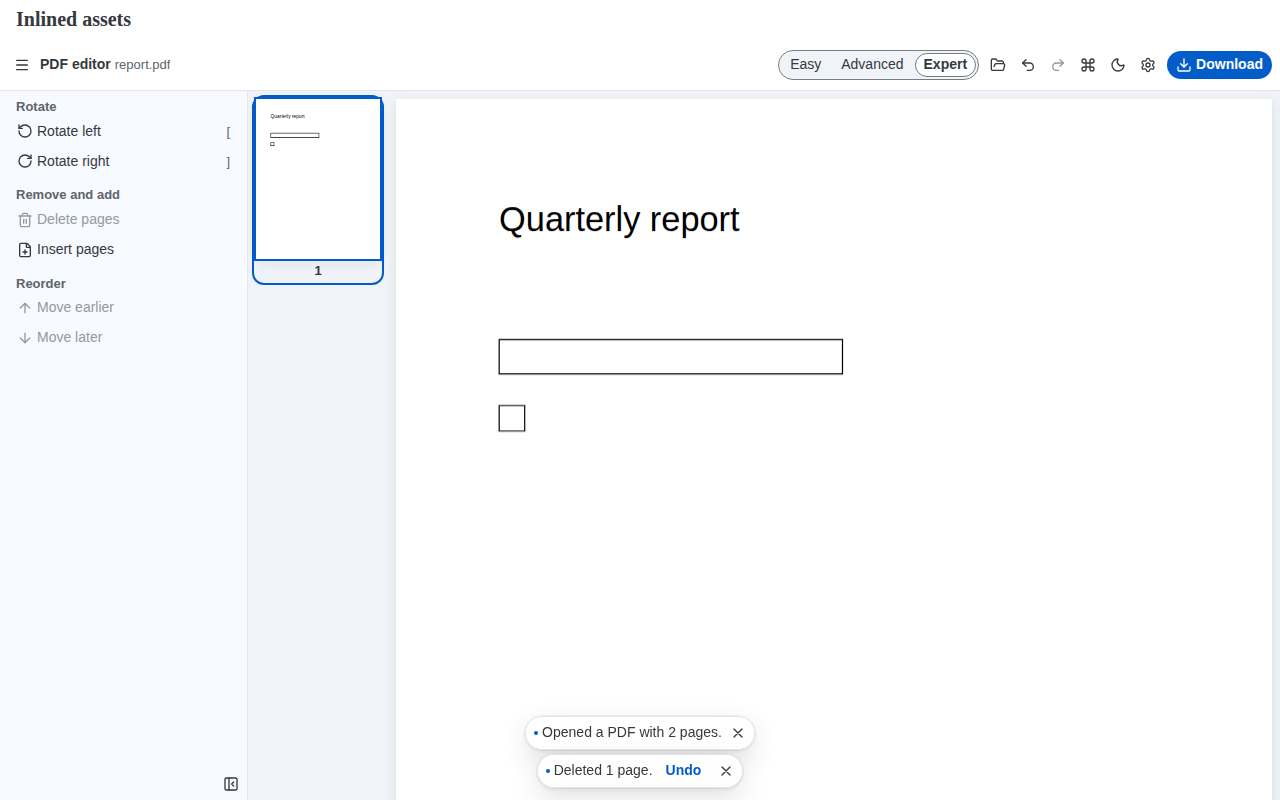 Inlined assets
PDF editor report.pdf
Easy Advanced Expert
Download
Rotate
Rotate left [
Rotate right ]
Remove and add
Delete pages
Insert pages
Reorder
Move earlier
Move later
Quarterly report
1
Quarterly report
Opened a PDF with 2 pages.
Deleted 1 page. Undo